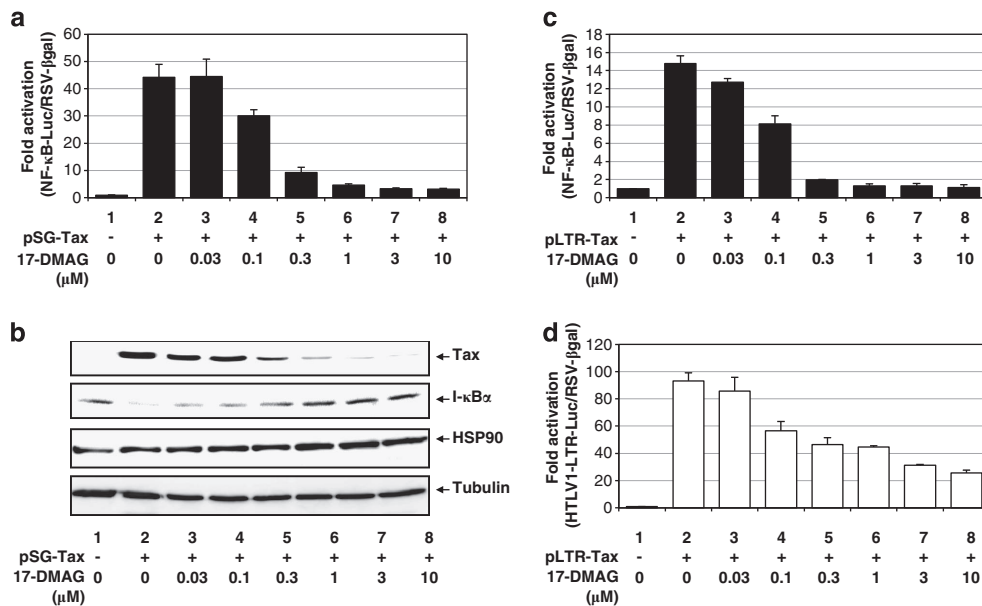 a
Fold activation
(NF-κB-Luc/RSV-βgal)
60
50
40
30
20
10
0
1 2 3 4 5 6 7 8
pSG-Tax - + + + + + + +
17-DMAG 0 0 0.03 0.1 0.3 1 3 10
(μM)
b
Tax
I-κBα
HSP90
Tubulin
1 2 3 4 5 6 7 8
pSG-Tax - + + + + + + +
17-DMAG 0 0 0.03 0.1 0.3 1 3 10
(μM)
c
Fold activation
(NF-κB-Luc/RSV-βgal)
18
16
14
12
10
8
6
4
2
0
1 2 3 4 5 6 7 8
pLTR-Tax - + + + + + + +
17-DMAG 0 0 0.03 0.1 0.3 1 3 10
(μM)
d
Fold activation
(HTLV1-LTR-Luc/RSV-βgal)
120
100
80
60
40
20
0
1 2 3 4 5 6 7 8
pLTR-Tax - + + + + + + +
17-DMAG 0 0 0.03 0.1 0.3 1 3 10
(μM)